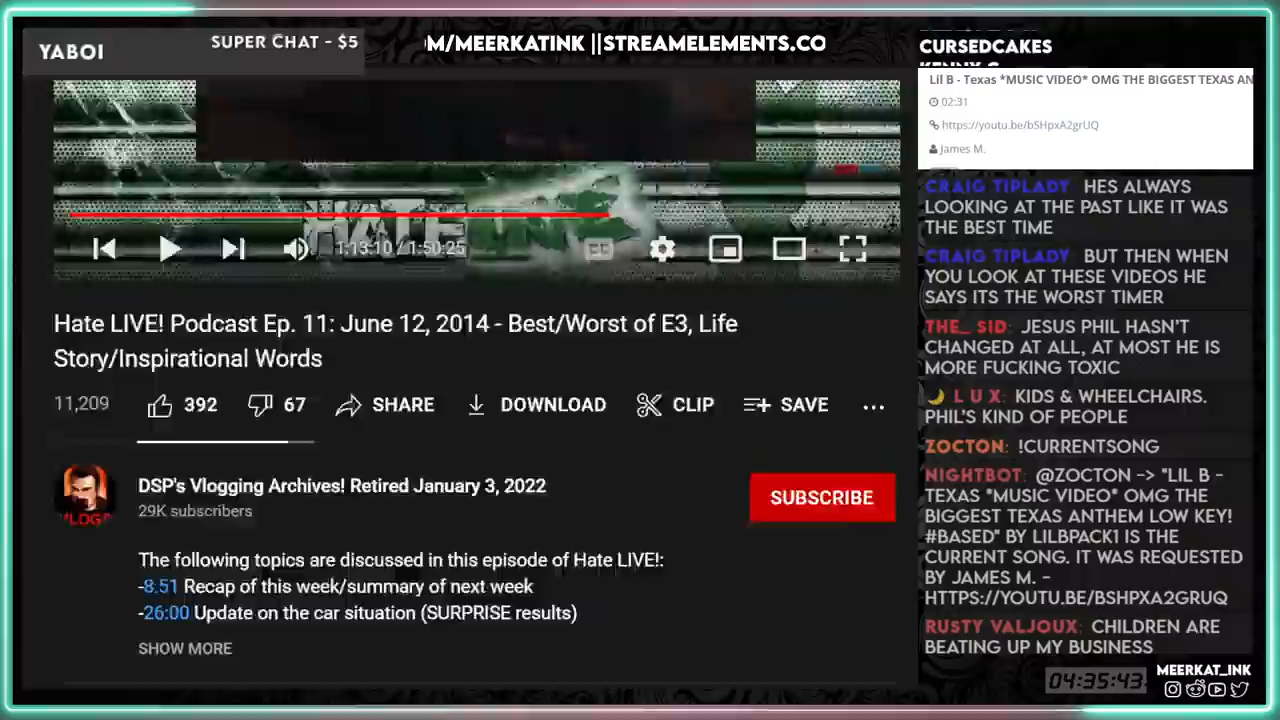 YABOI
SUPER CHAT - $5
M/MEERKATINK ||STREAMELEMENTS.CO
HATE
1:13:10 / 1:50:25
CC
Hate LIVE! Podcast Ep. 11: June 12, 2014 - Best/Worst of E3, Life
Story/Inspirational Words
11,209
392
67
SHARE
DOWNLOAD
CLIP
SAVE
DSP's Vlogging Archives! Retired January 3, 2022
29K subscribers
SUBSCRIBE
The following topics are discussed in this episode of Hate LIVE!:
-8:51 Recap of this week/summary of next week
-26:00 Update on the car situation (SURPRISE results)
SHOW MORE
CURSEDCAKES
Lil B - Texas *MUSIC VIDEO* OMG THE BIGGEST TEXAS AN
02:31
https://youtu.be/bSHpxA2grUQ
James M.
CRAIG TIPLADY HES ALWAYS
LOOKING AT THE PAST LIKE IT WAS
THE BEST TIME
CRAIG TIPLADY BUT THEN WHEN
YOU LOOK AT THESE VIDEOS HE
SAYS ITS THE WORST TIMER
THE_ SID: JESUS PHIL HASN'T
CHANGED AT ALL, AT MOST HE IS
MORE FUCKING TOXIC
🌙 L U X: KIDS & WHEELCHAIRS.
PHIL'S KIND OF PEOPLE
ZOCTON: !CURRENTSONG
NIGHTBOT: @ZOCTON -> "LIL B -
TEXAS *MUSIC VIDEO* OMG THE
BIGGEST TEXAS ANTHEM LOW KEY!
#BASED" BY LILBPACK1 IS THE
CURRENT SONG. IT WAS REQUESTED
BY JAMES M. -
HTTPS://YOUTU.BE/BSHPXA2GRUQ
RUSTY VALJOUX: CHILDREN ARE
BEATING UP MY BUSINESS
04:35:43
MEERKAT_INK